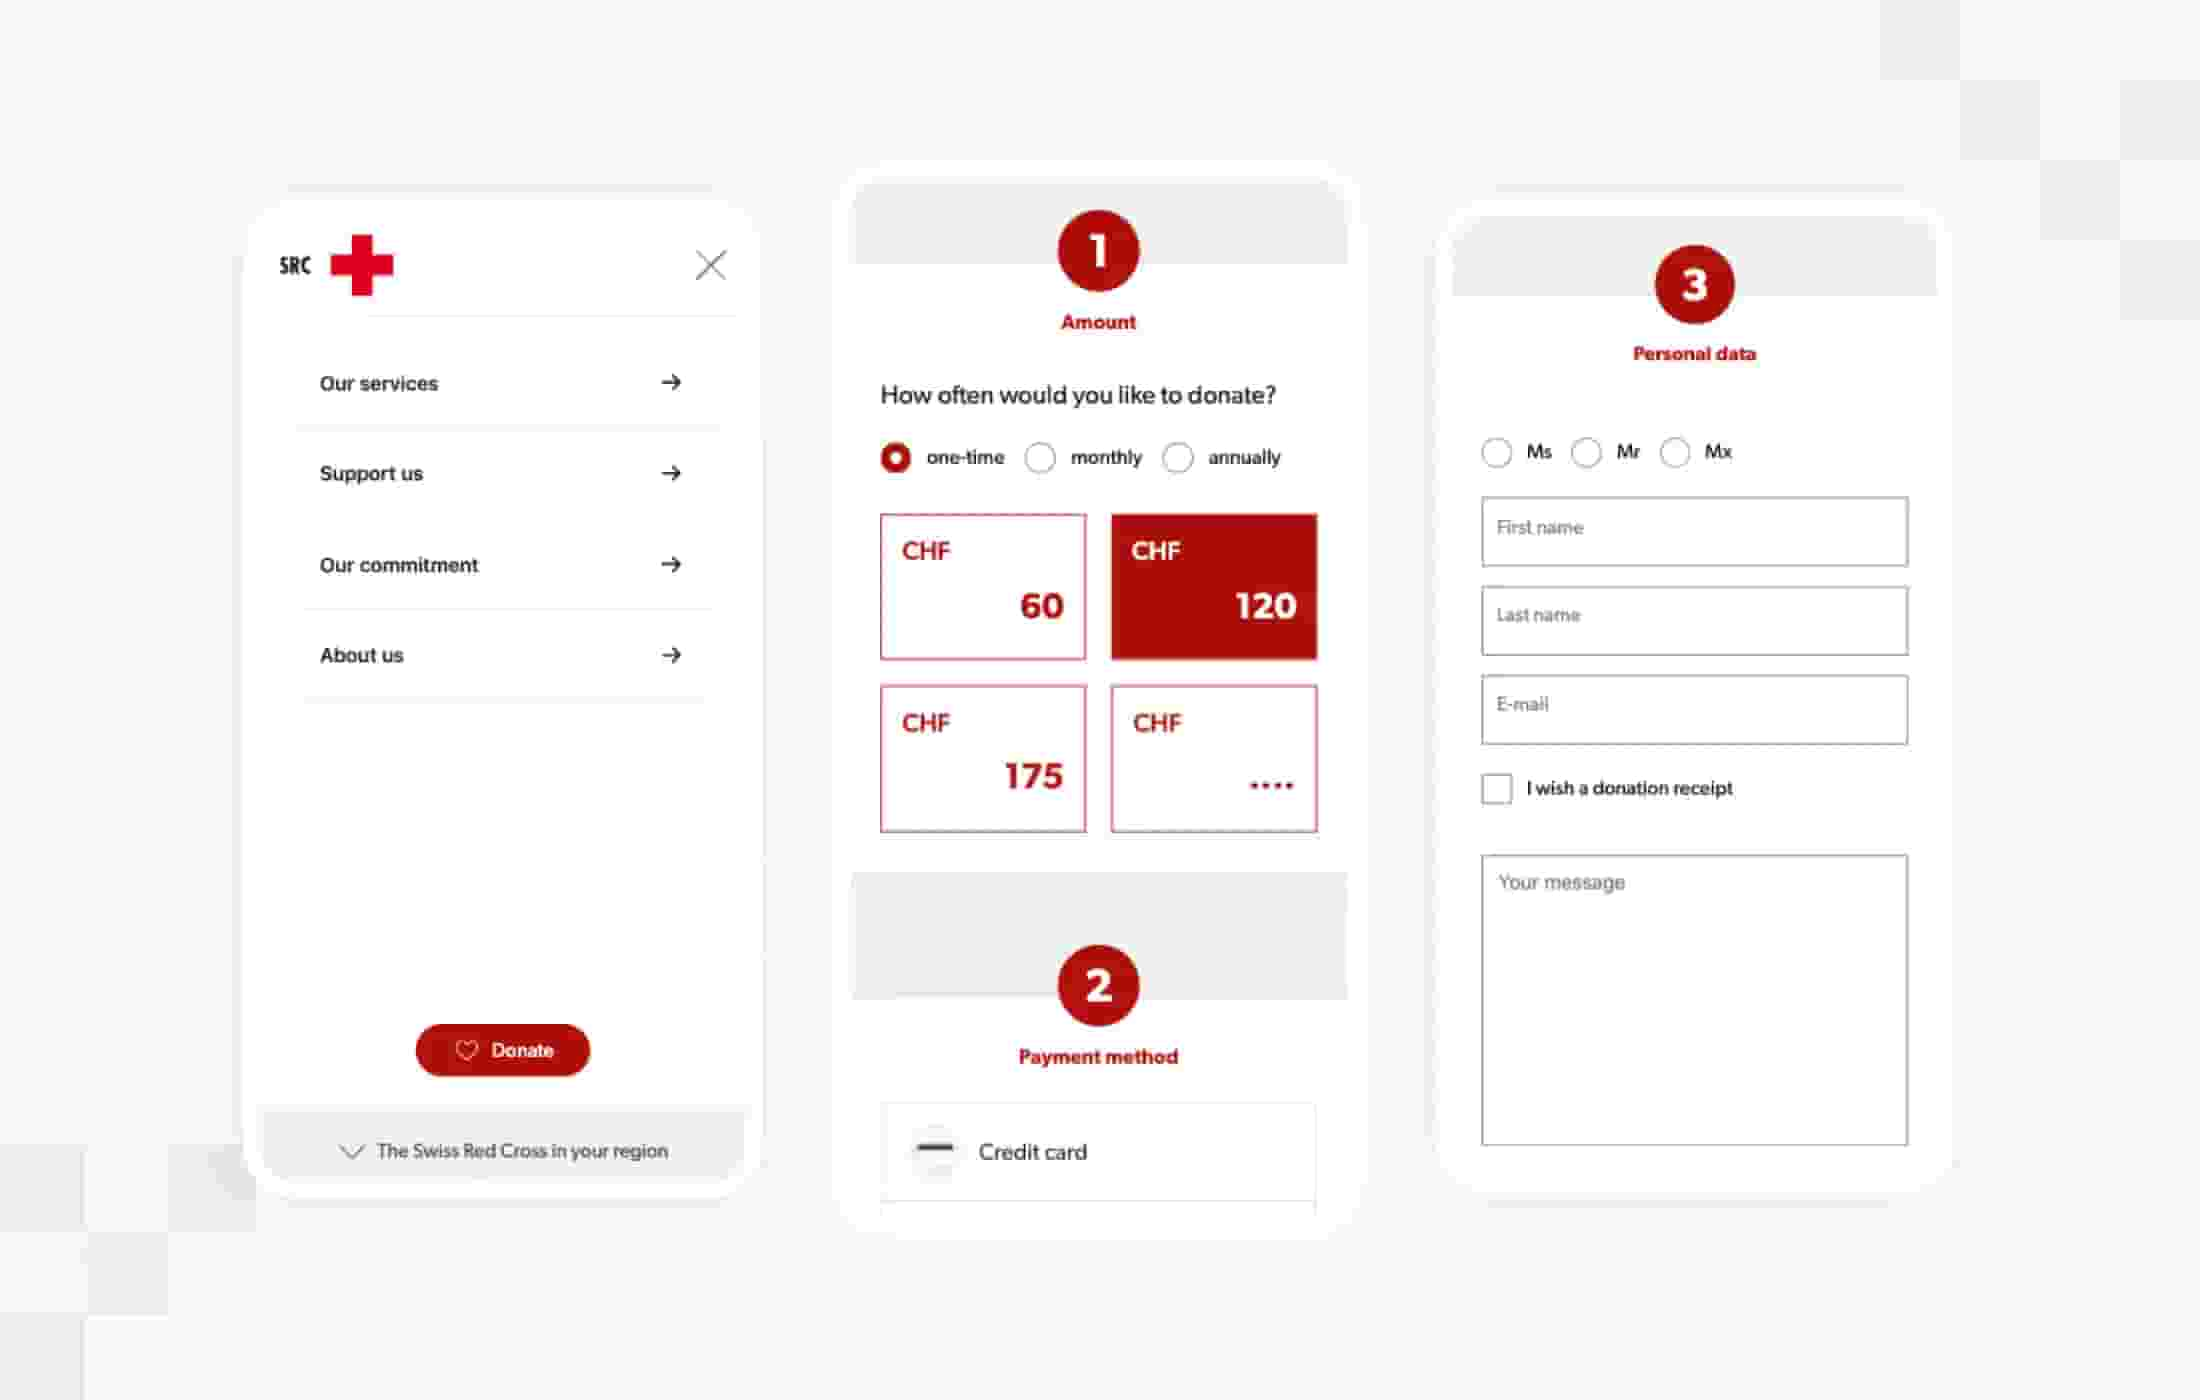 SRC
Our services
Support us
Our commitment
About us
Donate
The Swiss Red Cross in your region
1
Amount
How often would you like to donate?
one-time monthly annually
CHF CHF
60 120
CHF CHF
175 ....
2
Payment method
Credit card
3
Personal data
Ms Mr Mx
First name
Last name
E-mail
I wish a donation receipt
Your message